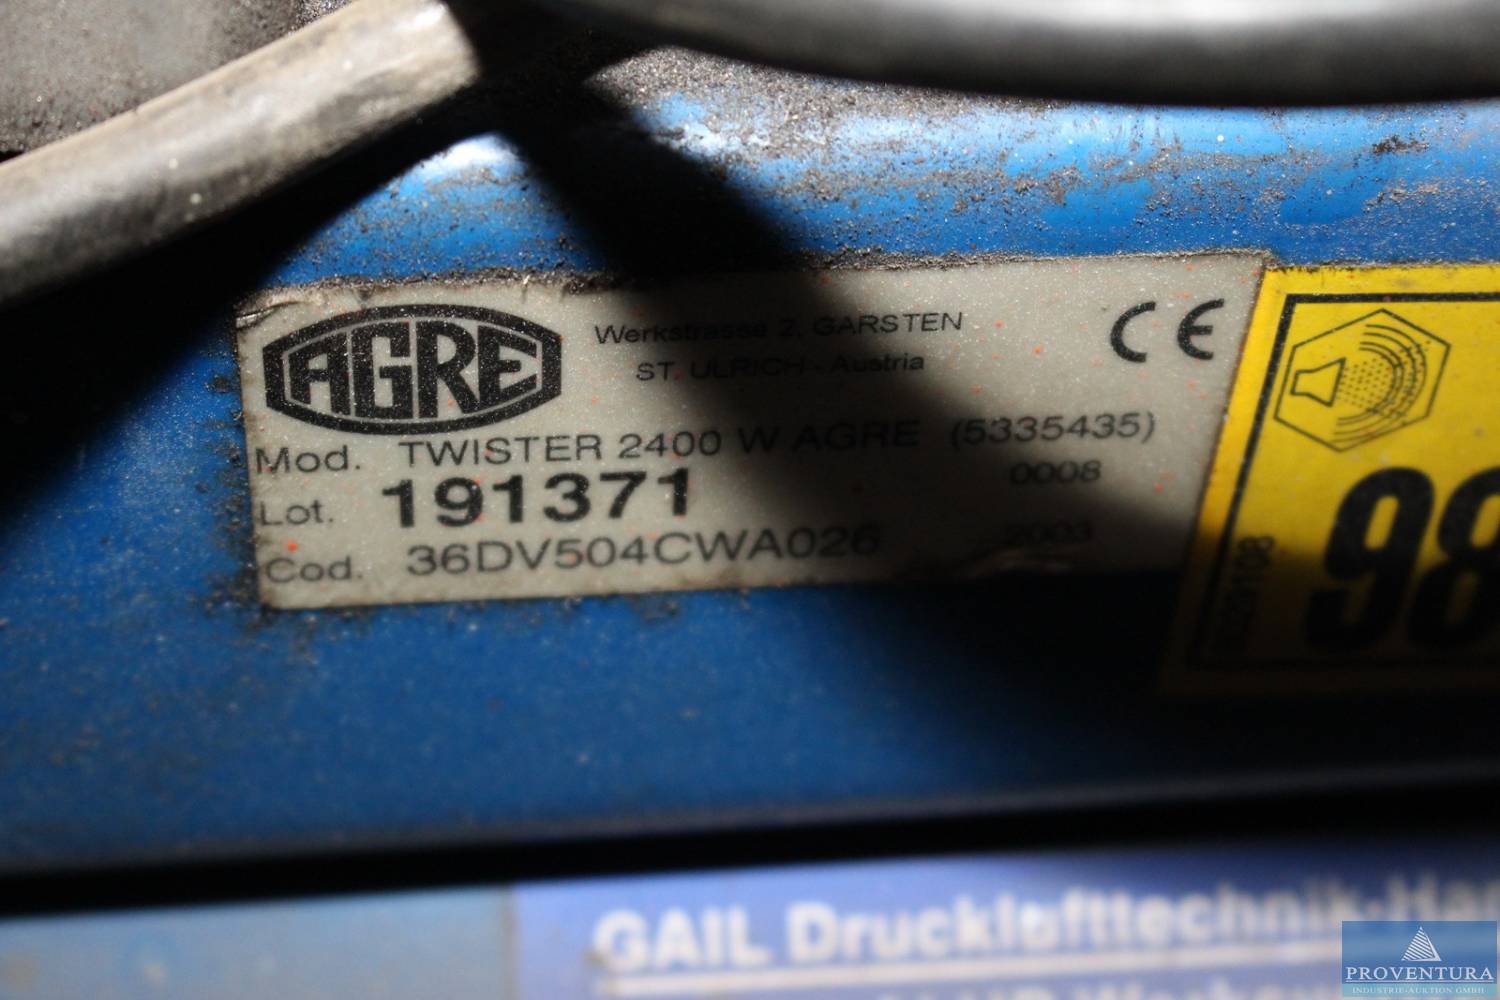 AGRE
Werkstrasse 2, GARSTEN
ST. ULRICH - Austria
CE
Mod. TWISTER 2400 W AGRE (5335435)
Lot. 191371 0008
Cod. 36DV504CWA026 2003
98
GAIL Drucklufttechnik-Han
PROVENTURA
INDUSTRIE-AUKTION GMBH